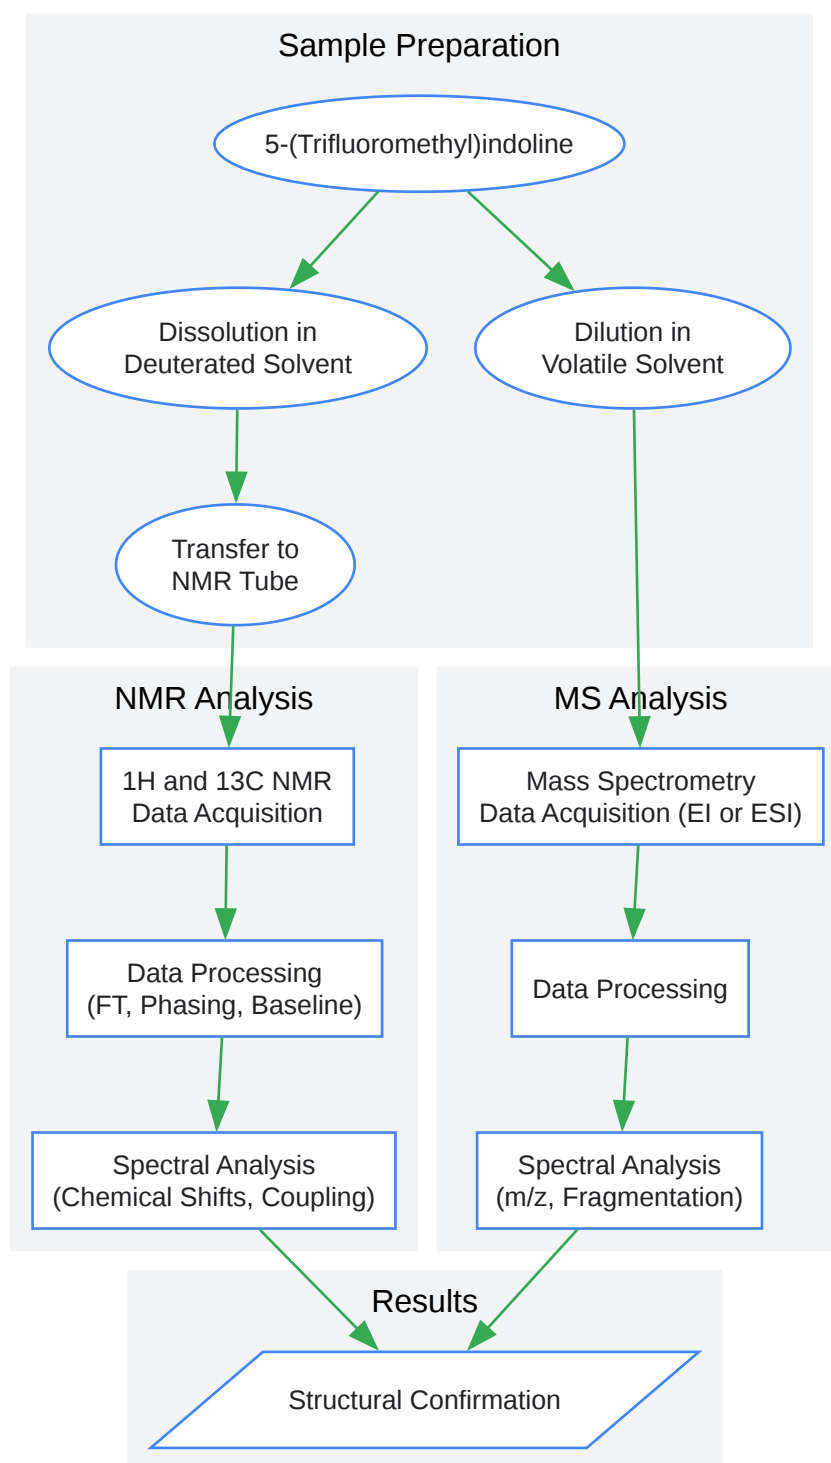 Sample Preparation
5-(Trifluoromethyl)indoline
Dissolution in
Deuterated Solvent
Dilution in
Volatile Solvent
Transfer to
NMR Tube
NMR Analysis
1H and 13C NMR
Data Acquisition
Data Processing
(FT, Phasing, Baseline)
Spectral Analysis
(Chemical Shifts, Coupling)
MS Analysis
Mass Spectrometry
Data Acquisition (EI or ESI)
Data Processing
Spectral Analysis
(m/z, Fragmentation)
Results
Structural Confirmation